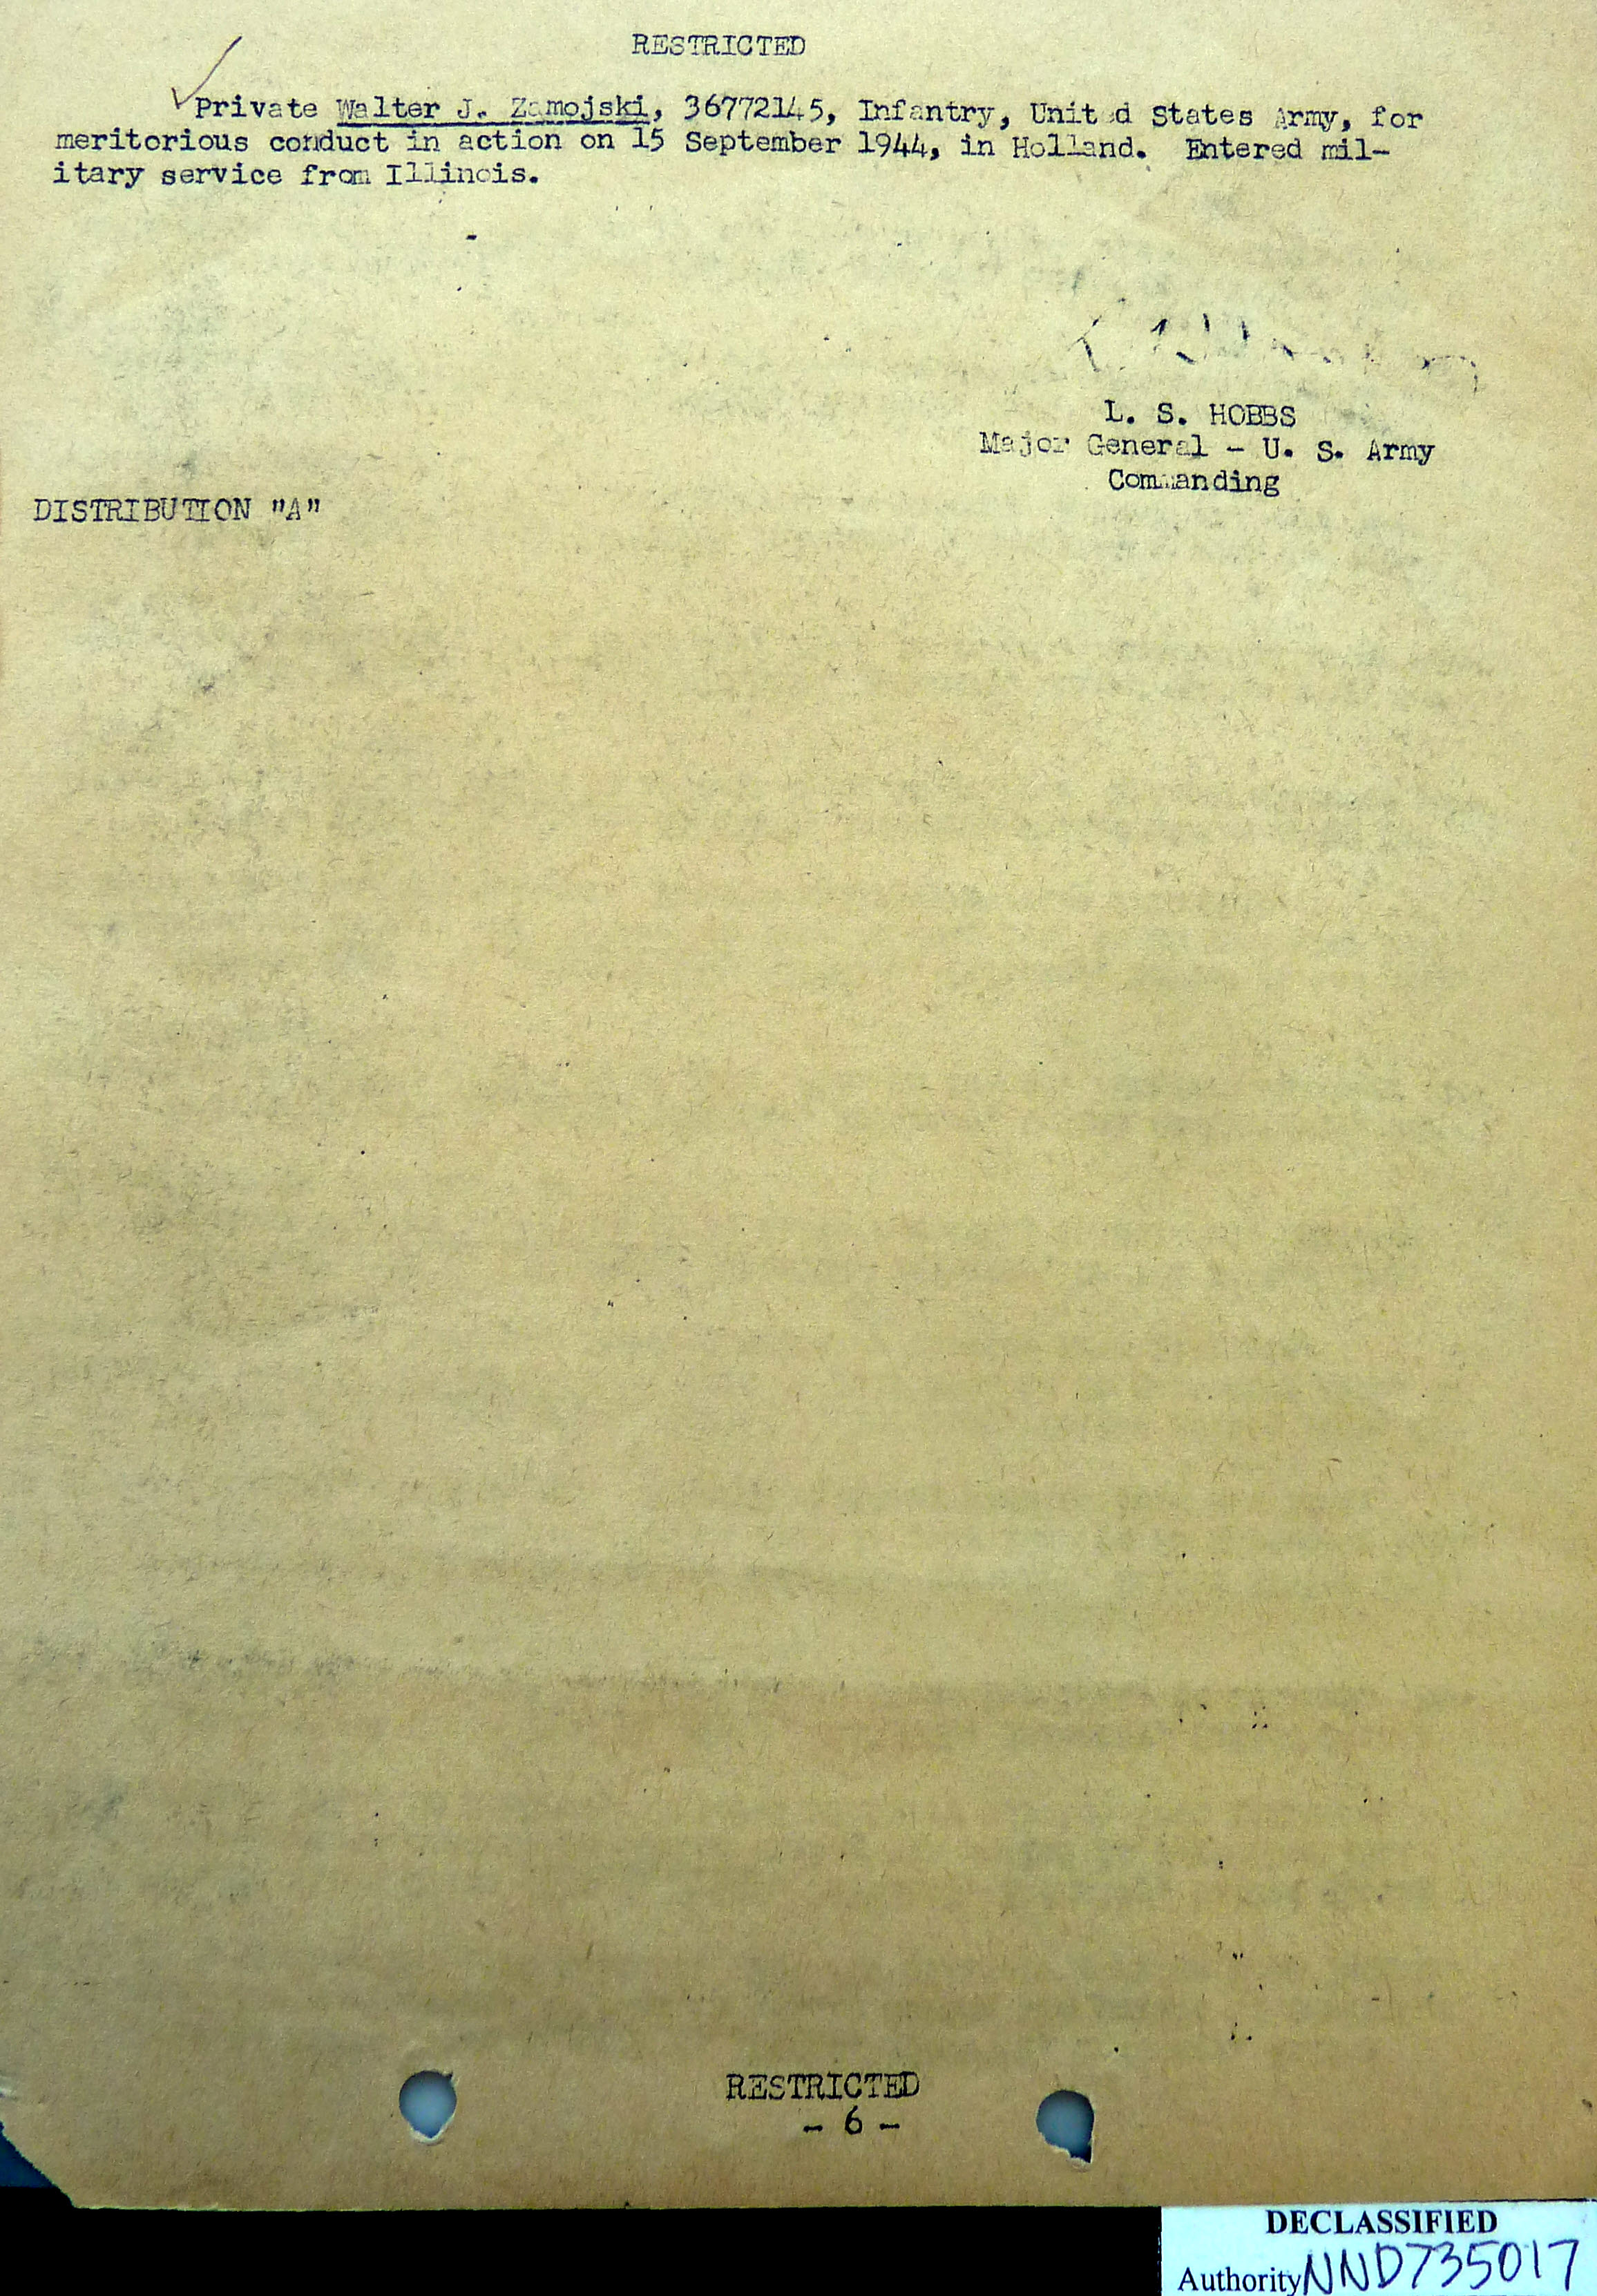 RESTRICTED
Private Walter J. Zamojski, 36772145, Infantry, United States Army, for
meritorious conduct in action on 15 September 1944, in Holland. Entered mil-
itary service from Illinois.
L. S. HOBBS
Major General - U. S. Army
Commanding
DISTRIBUTION "A"
RESTRICTED
- 6 -
DECLASSIFIED
Authority NND735017